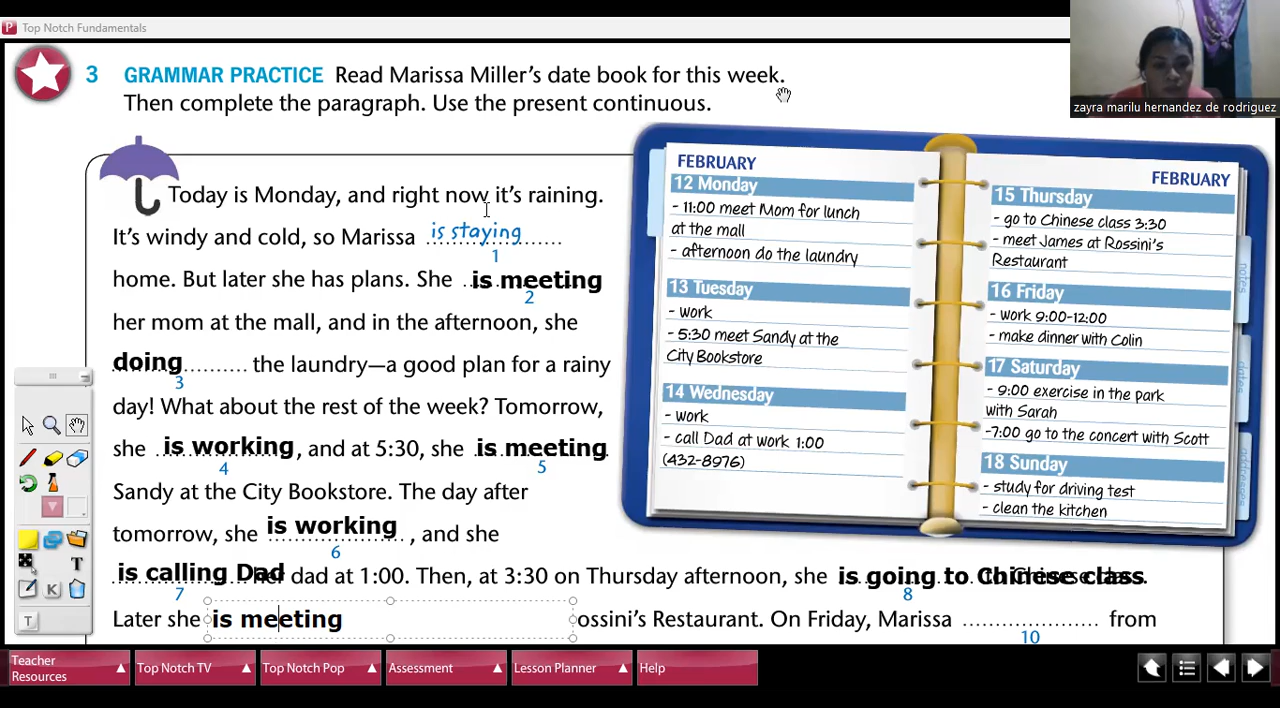 Top Notch Fundamentals
zayra marilu hernandez de rodriguez
3 GRAMMAR PRACTICE Read Marissa Miller's date book for this week.
Then complete the paragraph. Use the present continuous.
Today is Monday, and right now it's raining.
It's windy and cold, so Marissa is staying
1
home. But later she has plans. She is meeting
2
her mom at the mall, and in the afternoon, she
doing the laundry—a good plan for a rainy
3
day! What about the rest of the week? Tomorrow,
she is working, and at 5:30, she is meeting
4 5
Sandy at the City Bookstore. The day after
tomorrow, she is working, and she
6
is calling Dad her dad at 1:00. Then, at 3:30 on Thursday afternoon, she is going to Chinese class to Chinese class.
7 8
Later she is meeting ossini's Restaurant. On Friday, Marissa from
10
FEBRUARY
12 Monday
- 11:00 meet Mom for lunch
at the mall
- afternoon do the laundry
13 Tuesday
- work
- 5:30 meet Sandy at the
City Bookstore
14 Wednesday
- work
- call Dad at work 1:00
(432-8976)
FEBRUARY
15 Thursday
- go to Chinese class 3:30
- meet James at Rossini's
Restaurant
16 Friday
- work 9:00-12:00
- make dinner with Colin
17 Saturday
- 9:00 exercise in the park
with Sarah
-7:00 go to the concert with Scott
18 Sunday
- study for driving test
- clean the kitchen
notes
dates
addresses
T
K
T
Teacher
Resources
Top Notch TV
Top Notch Pop
Assessment
Lesson Planner
Help